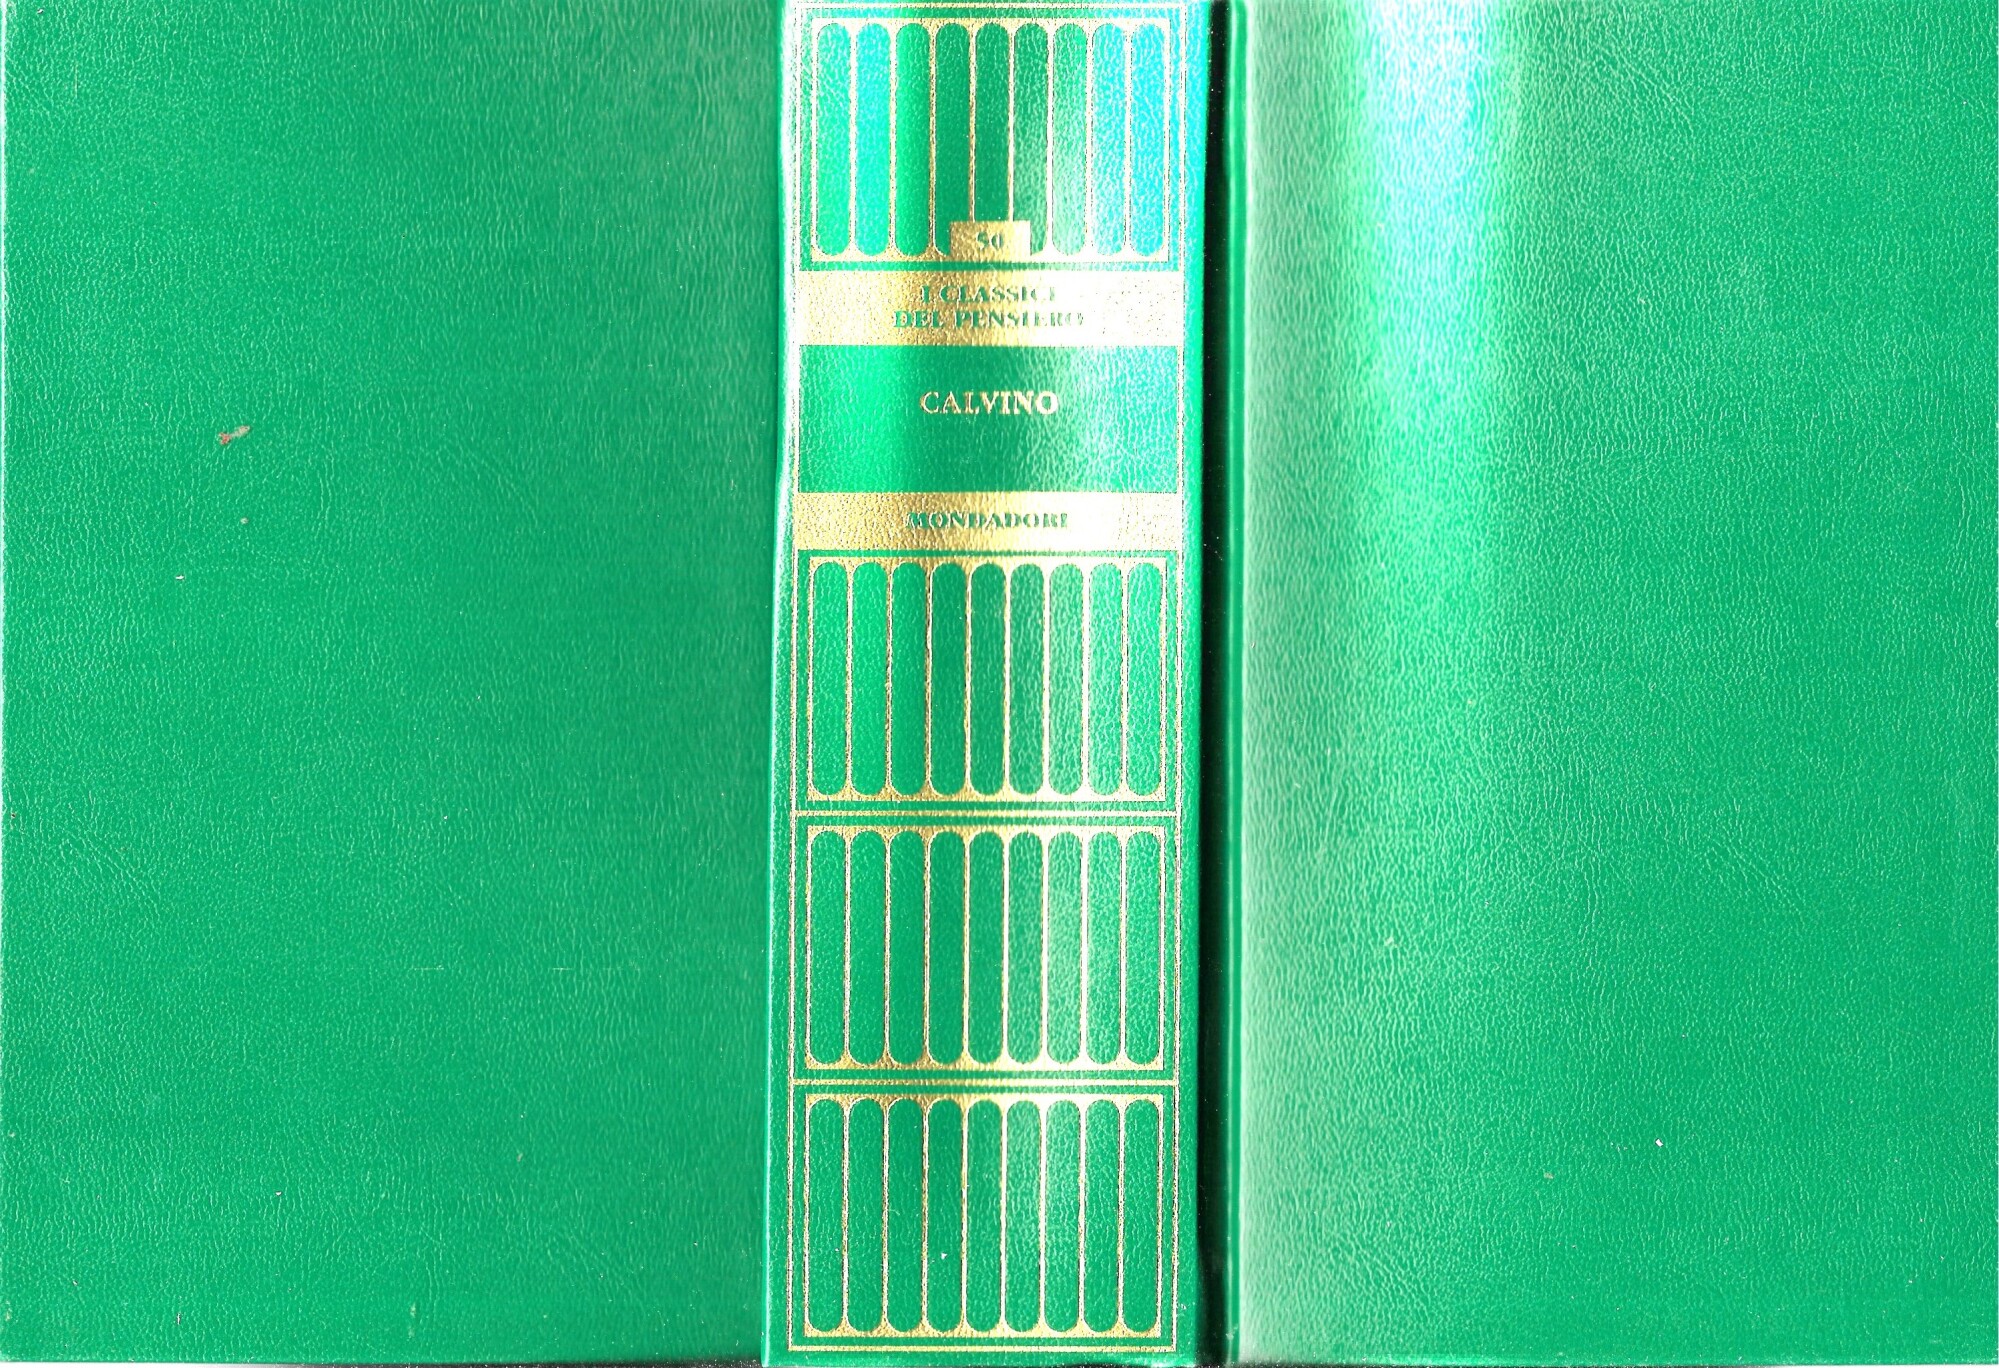 50
I CLASSICI
DEL PENSIERO
CALVINO
MONDADORI